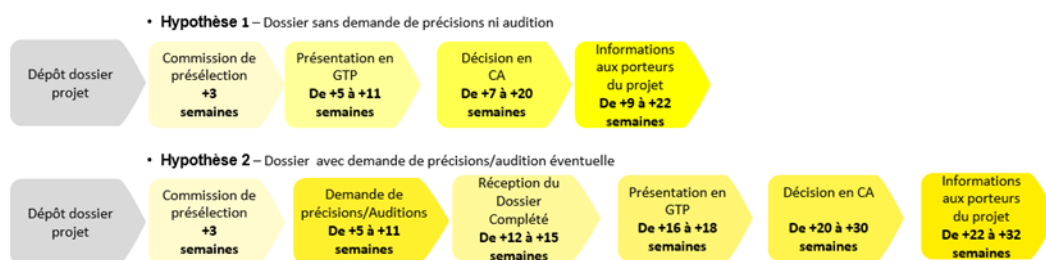 • Hypothèse 1 – Dossier sans demande de précisions ni audition
Dépôt dossier
projet
Commission de
présélection
+3
semaines
Présentation en
GTP
De +5 à +11
semaines
Décision en
CA
De +7 à +20
semaines
Informations
aux porteurs
du projet
De +9 à +22
semaines
• Hypothèse 2 – Dossier avec demande de précisions/audition éventuelle
Dépôt dossier
projet
Commission de
présélection
+3
semaines
Demande de
précisions/Auditions
De +5 à +11
semaines
Réception du
Dossier
Complété
De +12 à +15
semaines
Présentation en
GTP
De +16 à +18
semaines
Décision en CA
De +20 à +30
semaines
Informations
aux porteurs
du projet
De +22 à +32
semaines